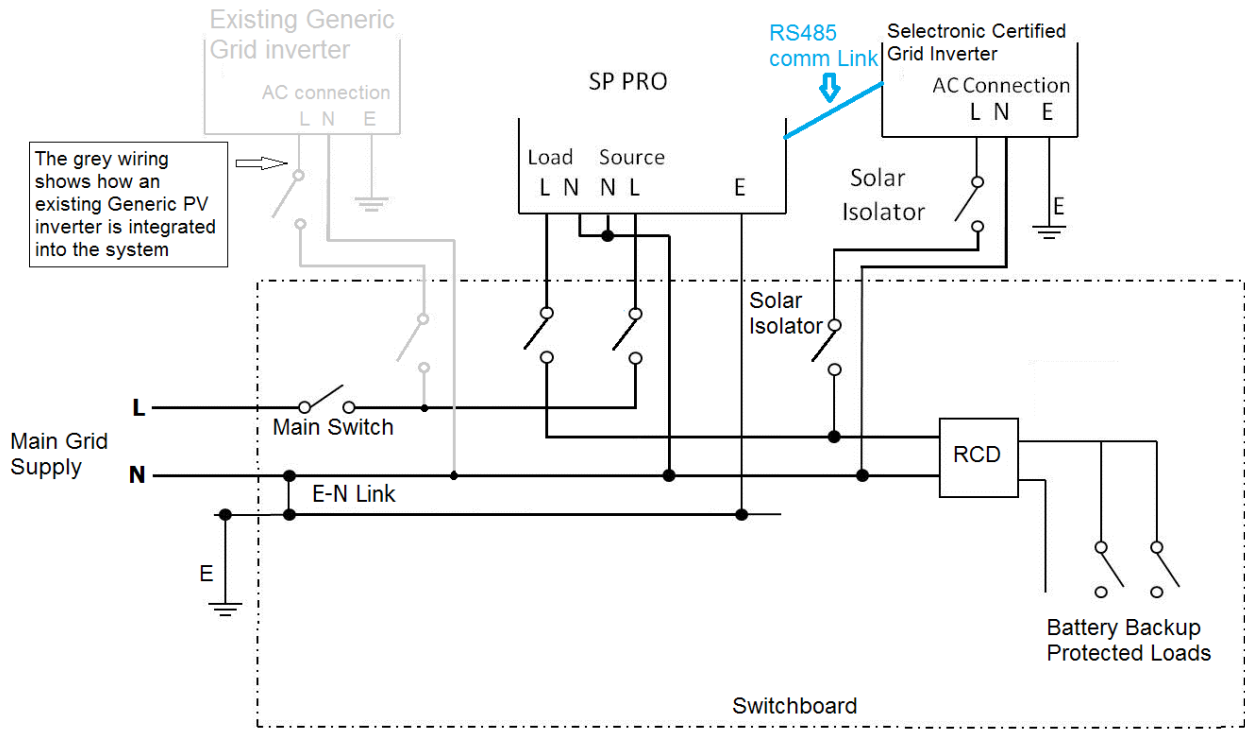 Existing Generic
Grid inverter
AC connection
L N E
The grey wiring
shows how an
existing Generic PV
inverter is integrated
into the system
SP PRO
Load Source
L N N L E
RS485
comm Link
Selectronic Certified
Grid Inverter
AC Connection
L N E
Solar
Isolator
E
Solar
Isolator
L
Main Switch
Main Grid
Supply
N
E-N Link
E
RCD
Battery Backup
Protected Loads
Switchboard